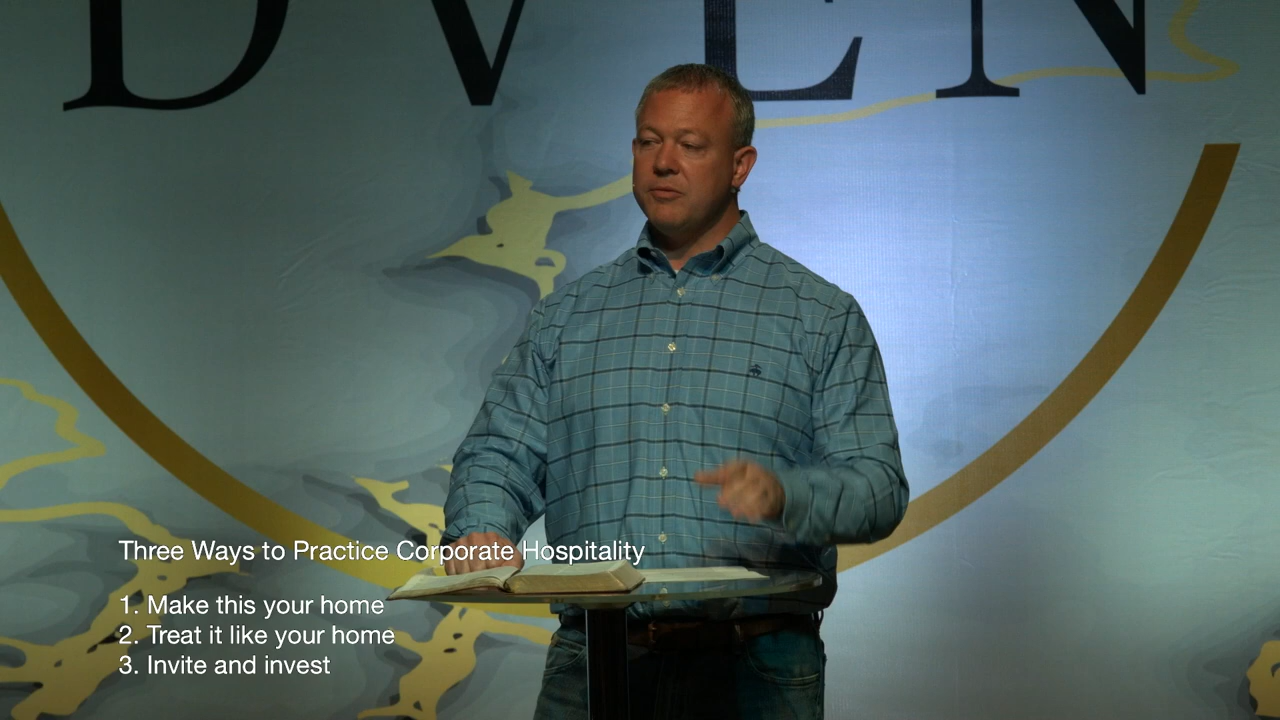 DVEN
Three Ways to Practice Corporate Hospitality
1. Make this your home
2. Treat it like your home
3. Invite and invest